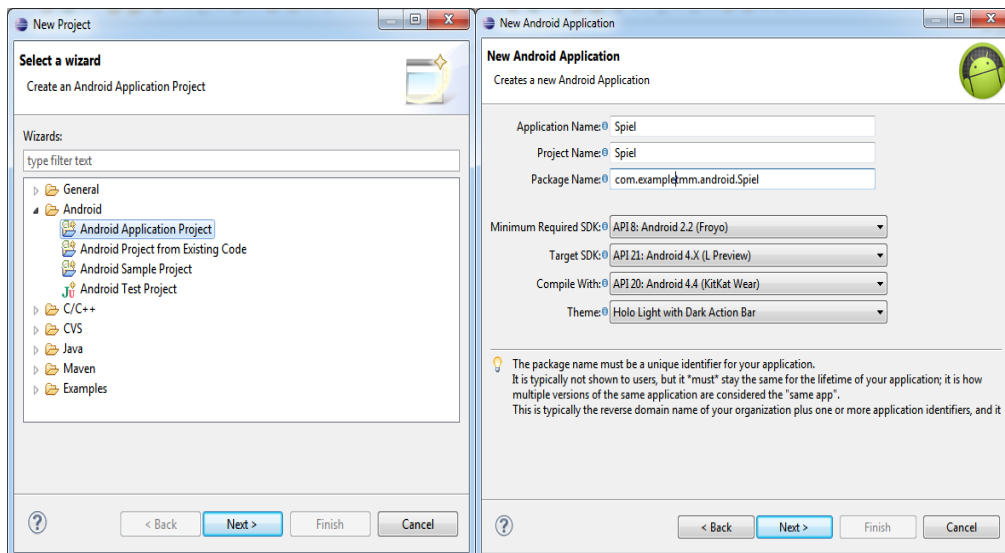 New Project
Select a wizard
Create an Android Application Project
Wizards:
type filter text
General
Android
Android Application Project
Android Project from Existing Code
Android Sample Project
Android Test Project
C/C++
CVS
Java
Maven
Examples
< Back
Next >
Finish
Cancel
New Android Application
New Android Application
Creates a new Android Application
Application Name: Spiel
Project Name: Spiel
Package Name: com.example.tmm.android.Spiel
Minimum Required SDK: API 8: Android 2.2 (Froyo)
Target SDK: API 21: Android 4.X (L Preview)
Compile With: API 20: Android 4.4 (KitKat Wear)
Theme: Holo Light with Dark Action Bar
The package name must be a unique identifier for your application.
It is typically not shown to users, but it *must* stay the same for the lifetime of your application; it is how
multiple versions of the same application are considered the "same app".
This is typically the reverse domain name of your organization plus one or more application identifiers, and it
< Back
Next >
Finish
Cancel